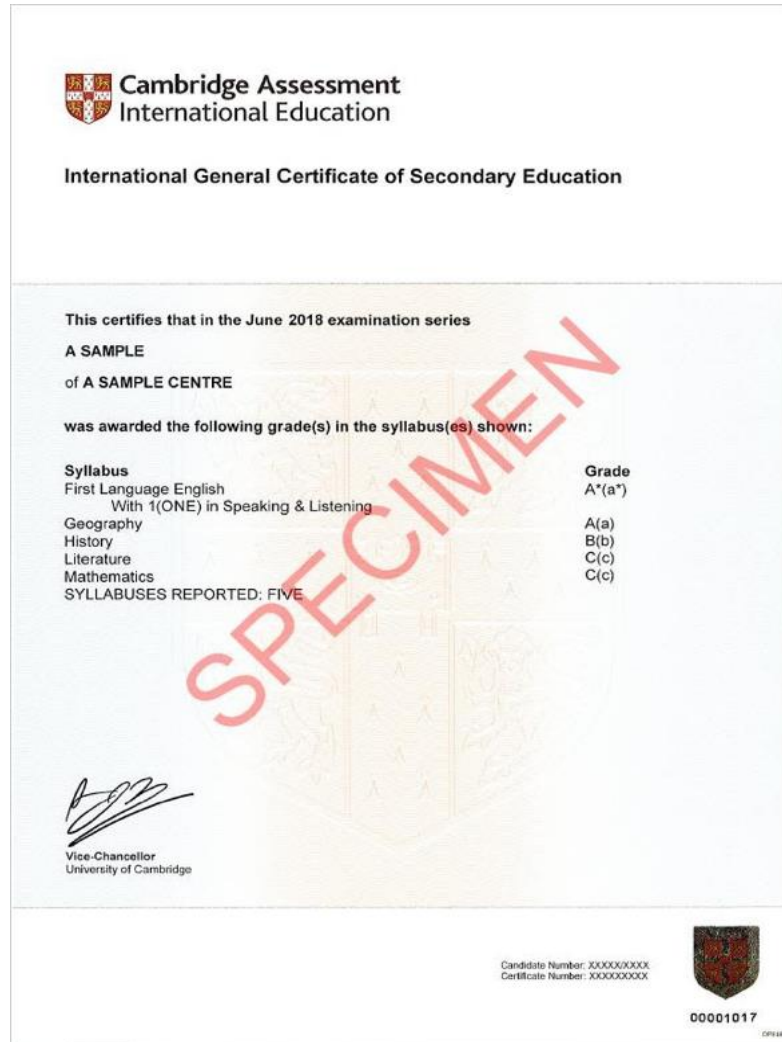 Cambridge Assessment
International Education
International General Certificate of Secondary Education
This certifies that in the June 2018 examination series
A SAMPLE
of A SAMPLE CENTRE
was awarded the following grade(s) in the syllabus(es) shown:
Syllabus Grade
First Language English A*(a*)
With 1(ONE) in Speaking & Listening
Geography A(a)
History B(b)
Literature C(c)
Mathematics C(c)
SYLLABUSES REPORTED: FIVE
SPECIMEN
Vice-Chancellor
University of Cambridge
Candidate Number: XXXXX/XXXX
Certificate Number: XXXXXXXXXX
00001017